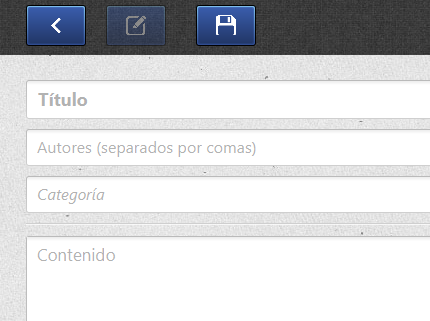 Título
Autores (separados por comas)
Categoría
Contenido